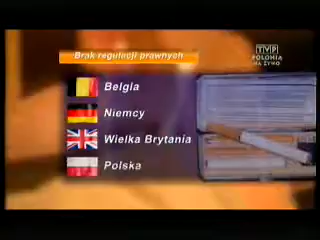 Brak regulacji prawnych
TVP
POLONIA
NA ŻYWO
Belgia
Niemcy
Wielka Brytania
Polska